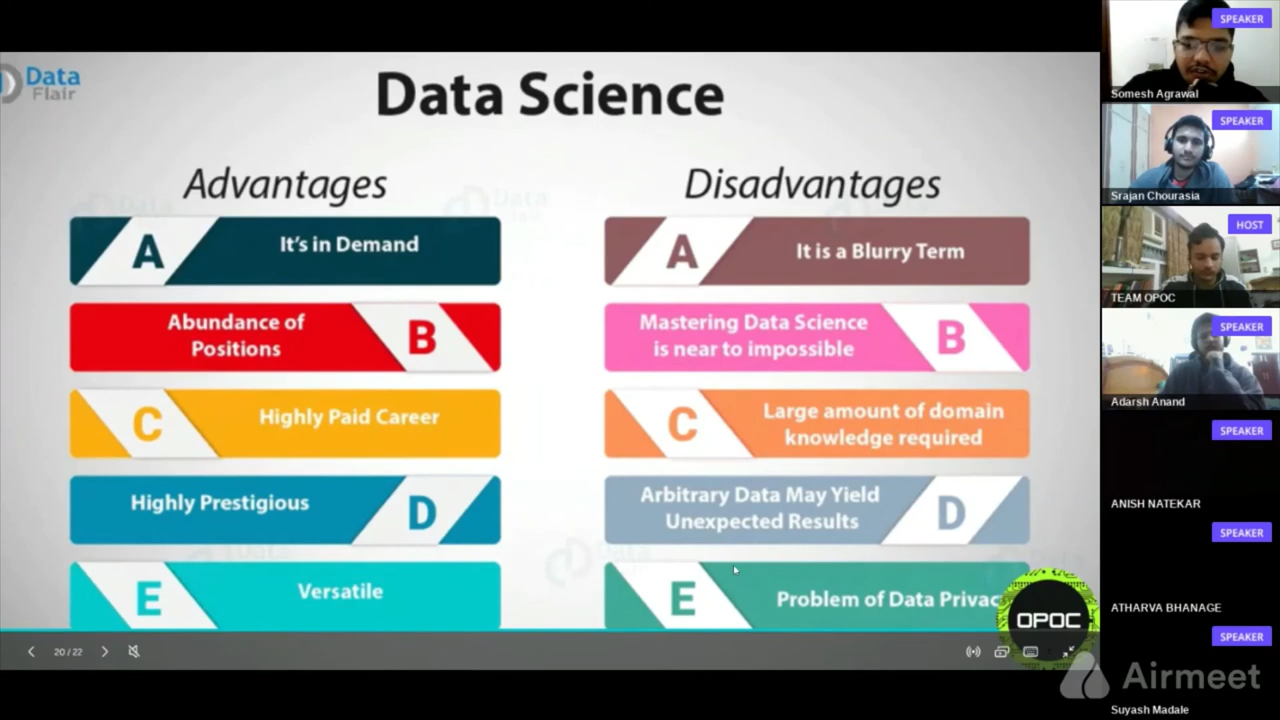 Data
Flair
Data Science
Advantages
Disadvantages
A
It's in Demand
Abundance of
Positions
B
C
Highly Paid Career
Highly Prestigious
D
E
Versatile
A
It is a Blurry Term
Mastering Data Science
is near to impossible
B
C
Large amount of domain
knowledge required
Arbitrary Data May Yield
Unexpected Results
D
E
Problem of Data Privac
OPOC
20 / 22
Airmeet
SPEAKER
Somesh Agrawal
SPEAKER
Srajan Chourasia
HOST
TEAM OPOC
SPEAKER
Adarsh Anand
SPEAKER
ANISH NATEKAR
SPEAKER
ATHARVA BHANAGE
SPEAKER
Suyash Madale